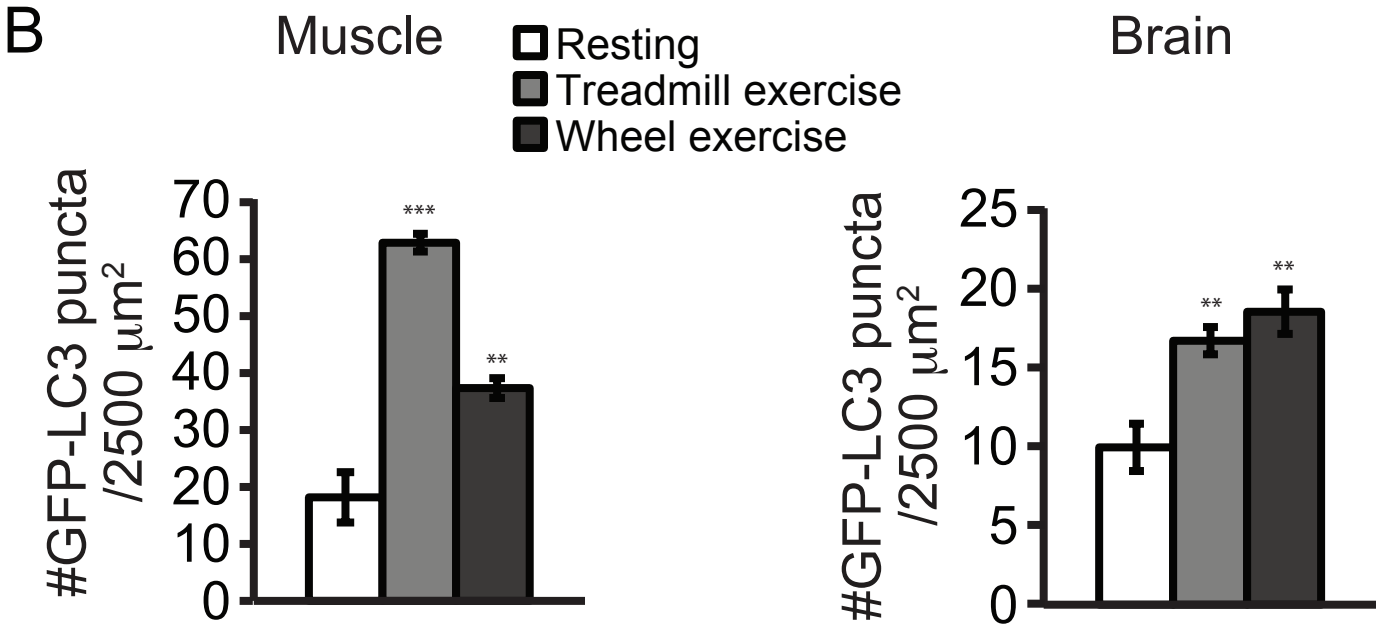 B
Muscle
Resting
Treadmill exercise
Wheel exercise
Brain
#GFP-LC3 puncta
/2500 μm²
70
60
50
40
30
20
10
0
***
**
#GFP-LC3 puncta
/2500 μm²
25
20
15
10
5
0
**
**